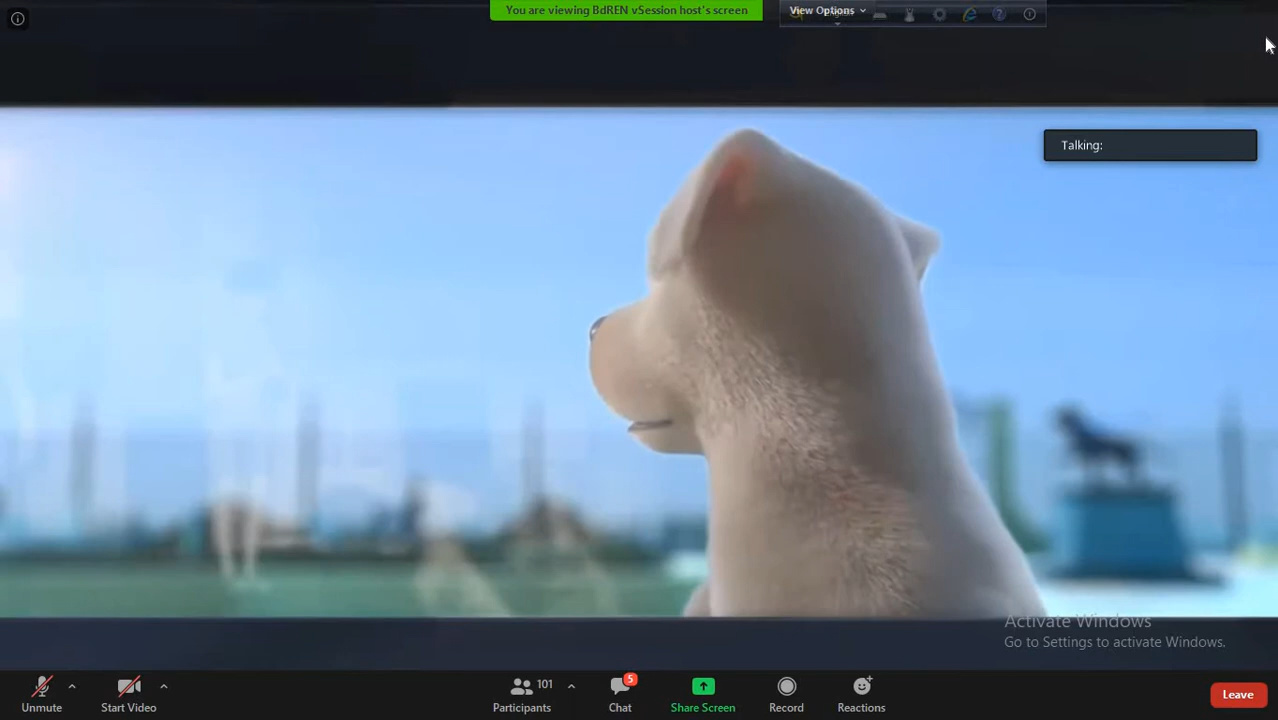 You are viewing BdREN vSession host's screen
View Options
Talking:
Activate Windows
Go to Settings to activate Windows.
Unmute
Start Video
101
Participants
5
Chat
Share Screen
Record
Reactions
Leave